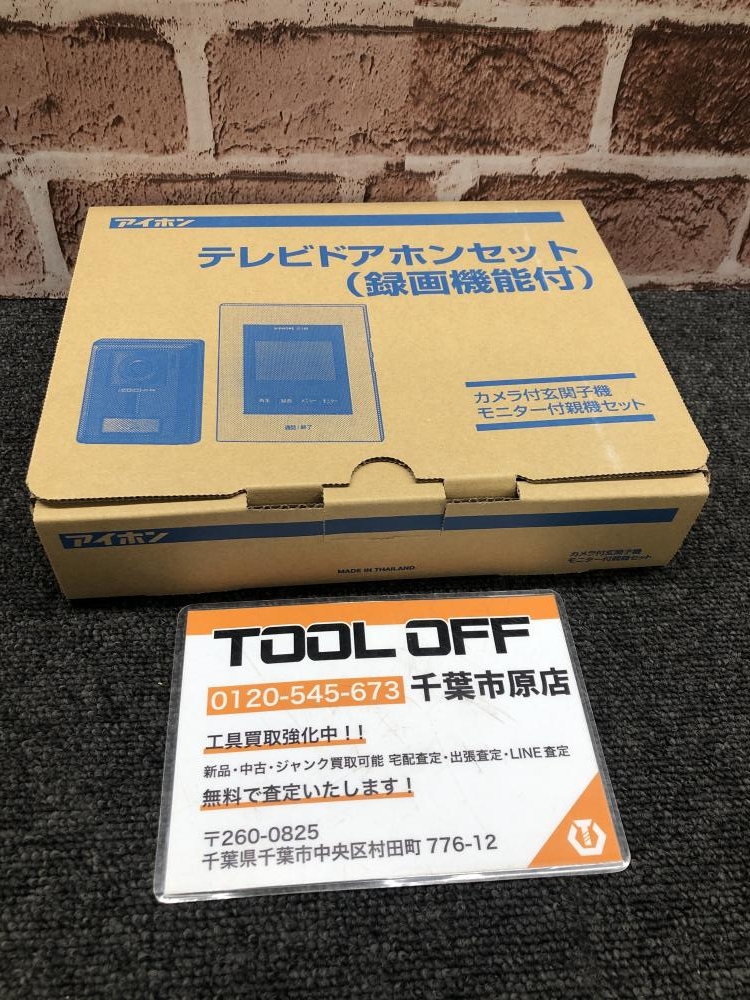 アイホン
テレビドアホンセット
(録画機能付)
カメラ付玄関子機
モニター付親機セット
通話/終了
アイホン
カメラ付玄関子機
モニター付親機セット
MADE IN THAILAND
TOOL OFF
0120-545-673 千葉市原店
工具買取強化中!!
新品・中古・ジャンク買取可能 宅配査定・出張査定・LINE査定
無料で査定いたします!
〒260-0825
千葉県千葉市中央区村田町 776-12